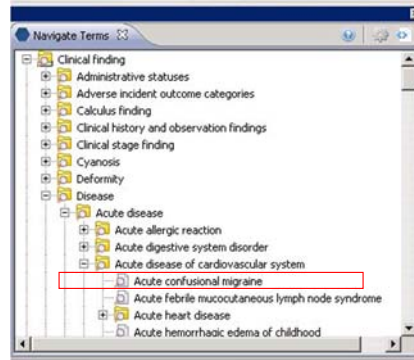 Navigate Terms
Clinical finding
Administrative statuses
Adverse incident outcome categories
Calculus finding
Clinical history and observation findings
Clinical stage finding
Cyanosis
Deformity
Disease
Acute disease
Acute allergic reaction
Acute digestive system disorder
Acute disease of cardiovascular system
Acute confusional migraine
Acute febrile mucocutaneous lymph node syndrome
Acute heart disease
Acute hemorrhagic edema of childhood